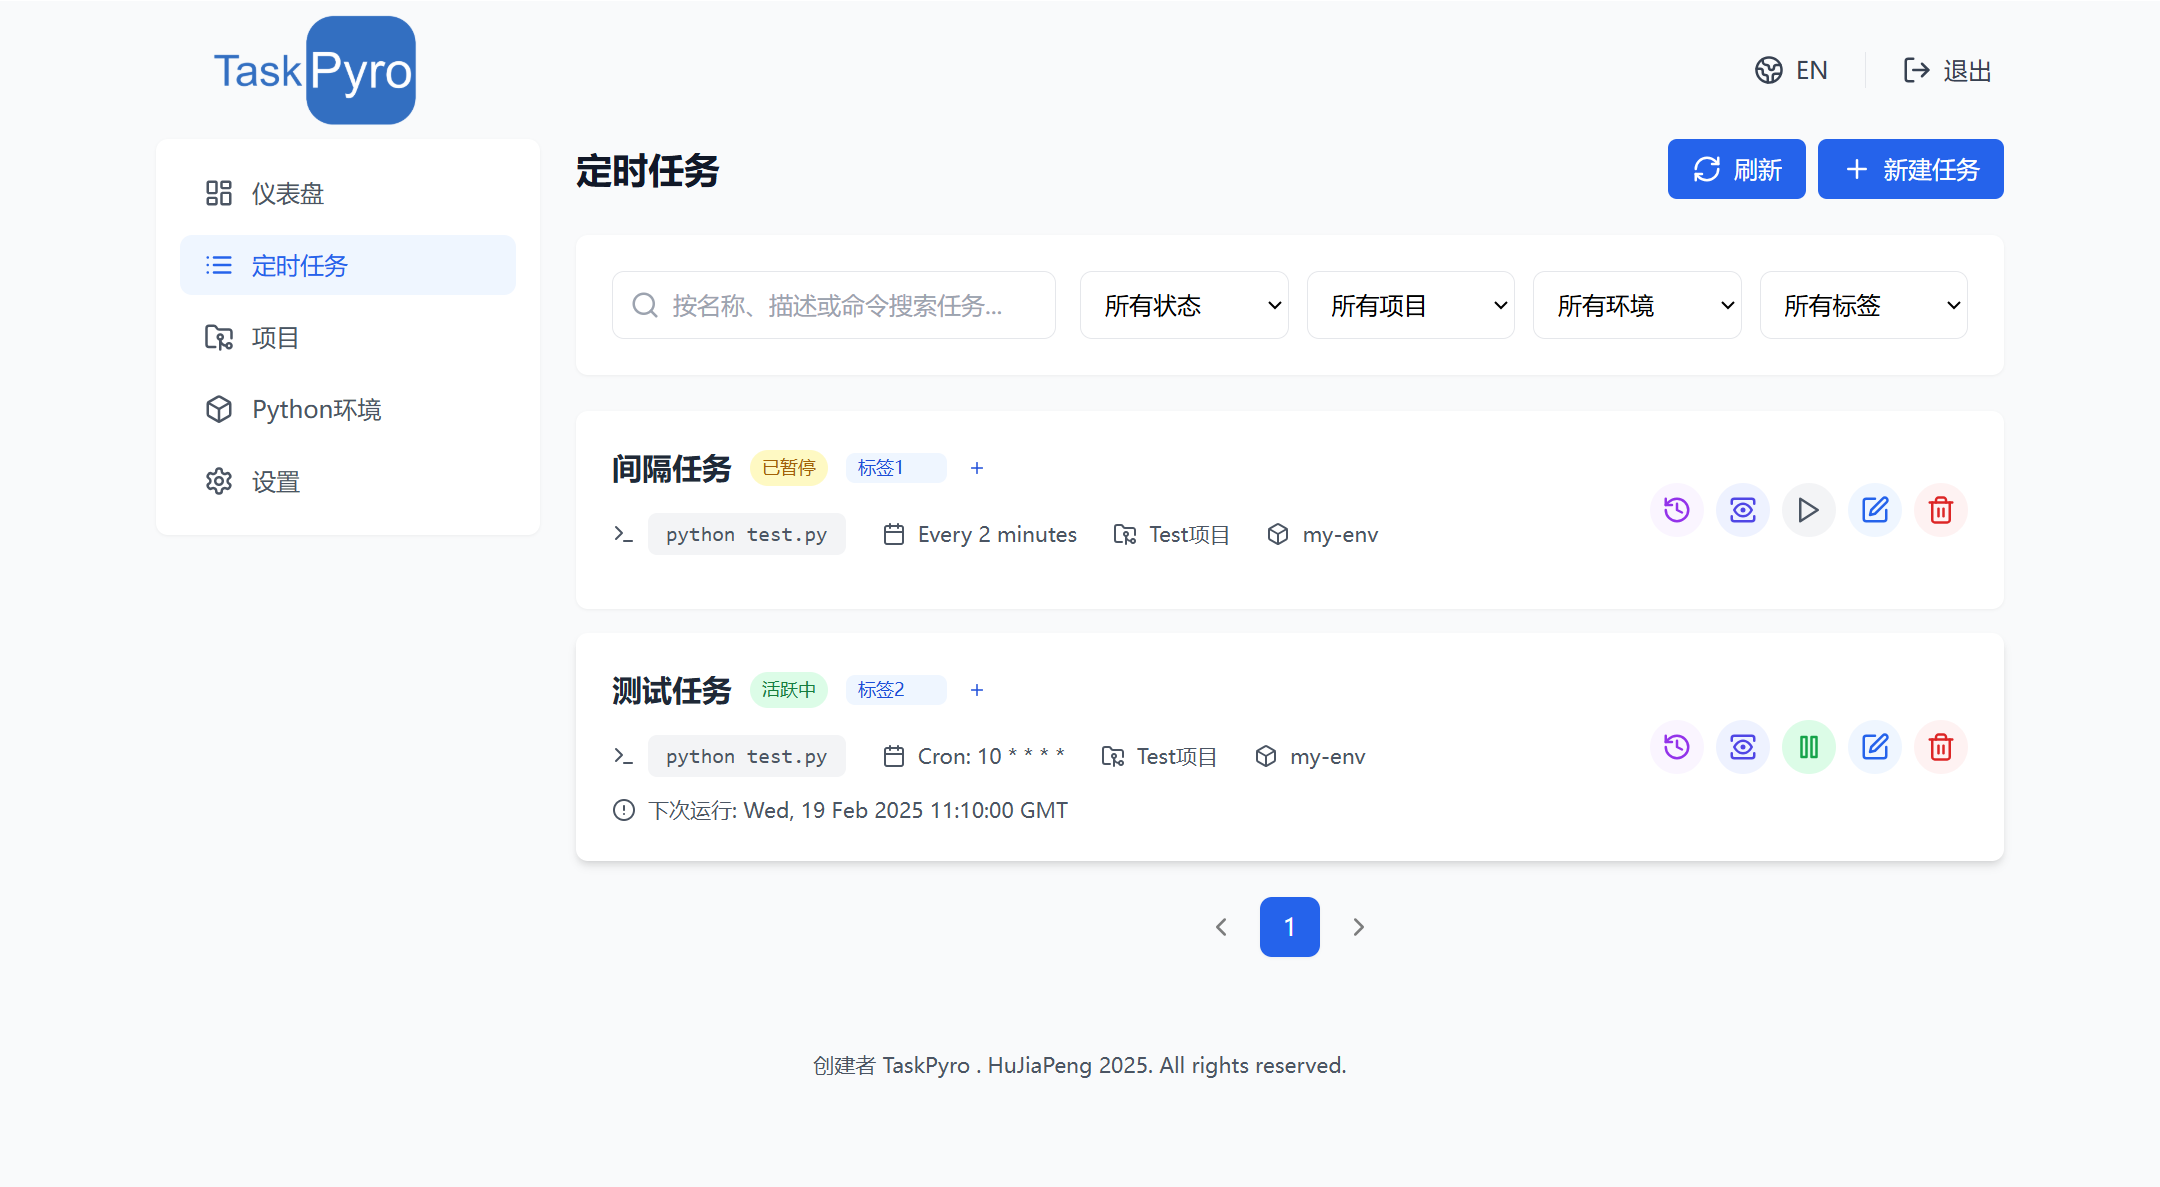 TaskPyro
EN
退出
仪表盘
定时任务
项目
Python环境
设置
定时任务
刷新
新建任务
按名称、描述或命令搜索任务...
所有状态
所有项目
所有环境
所有标签
间隔任务 已暂停 标签1 +
python test.py Every 2 minutes Test项目 my-env
测试任务 活跃中 标签2 +
python test.py Cron: 10 * * * * Test项目 my-env
下次运行: Wed, 19 Feb 2025 11:10:00 GMT
1
创建者 TaskPyro . HuJiaPeng 2025. All rights reserved.